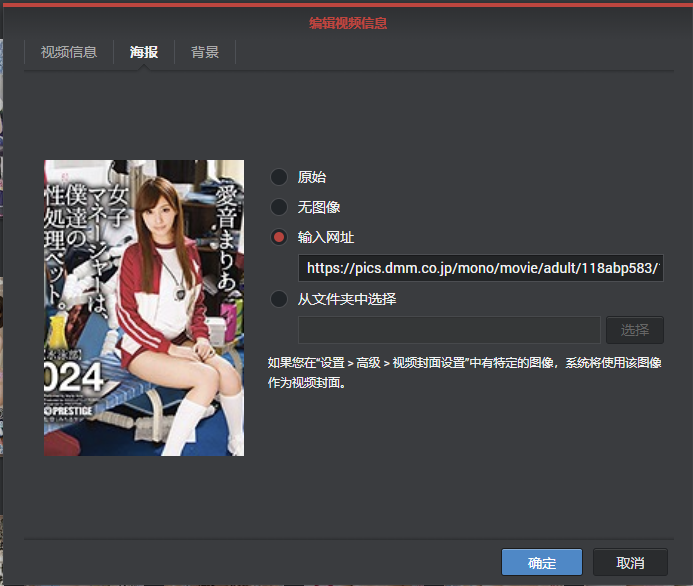 编辑视频信息
视频信息
海报
背景
愛音まりあ
女子
マネージャーは、
僕達の
性処理ペット。
024
PRESTIGE
原始
无图像
输入网址
https://pics.dmm.co.jp/mono/movie/adult/118abp583/
从文件夹中选择
选择
如果您在“设置 > 高级 > 视频封面设置”中有特定的图像，系统将使用该图像
作为视频封面。
确定
取消